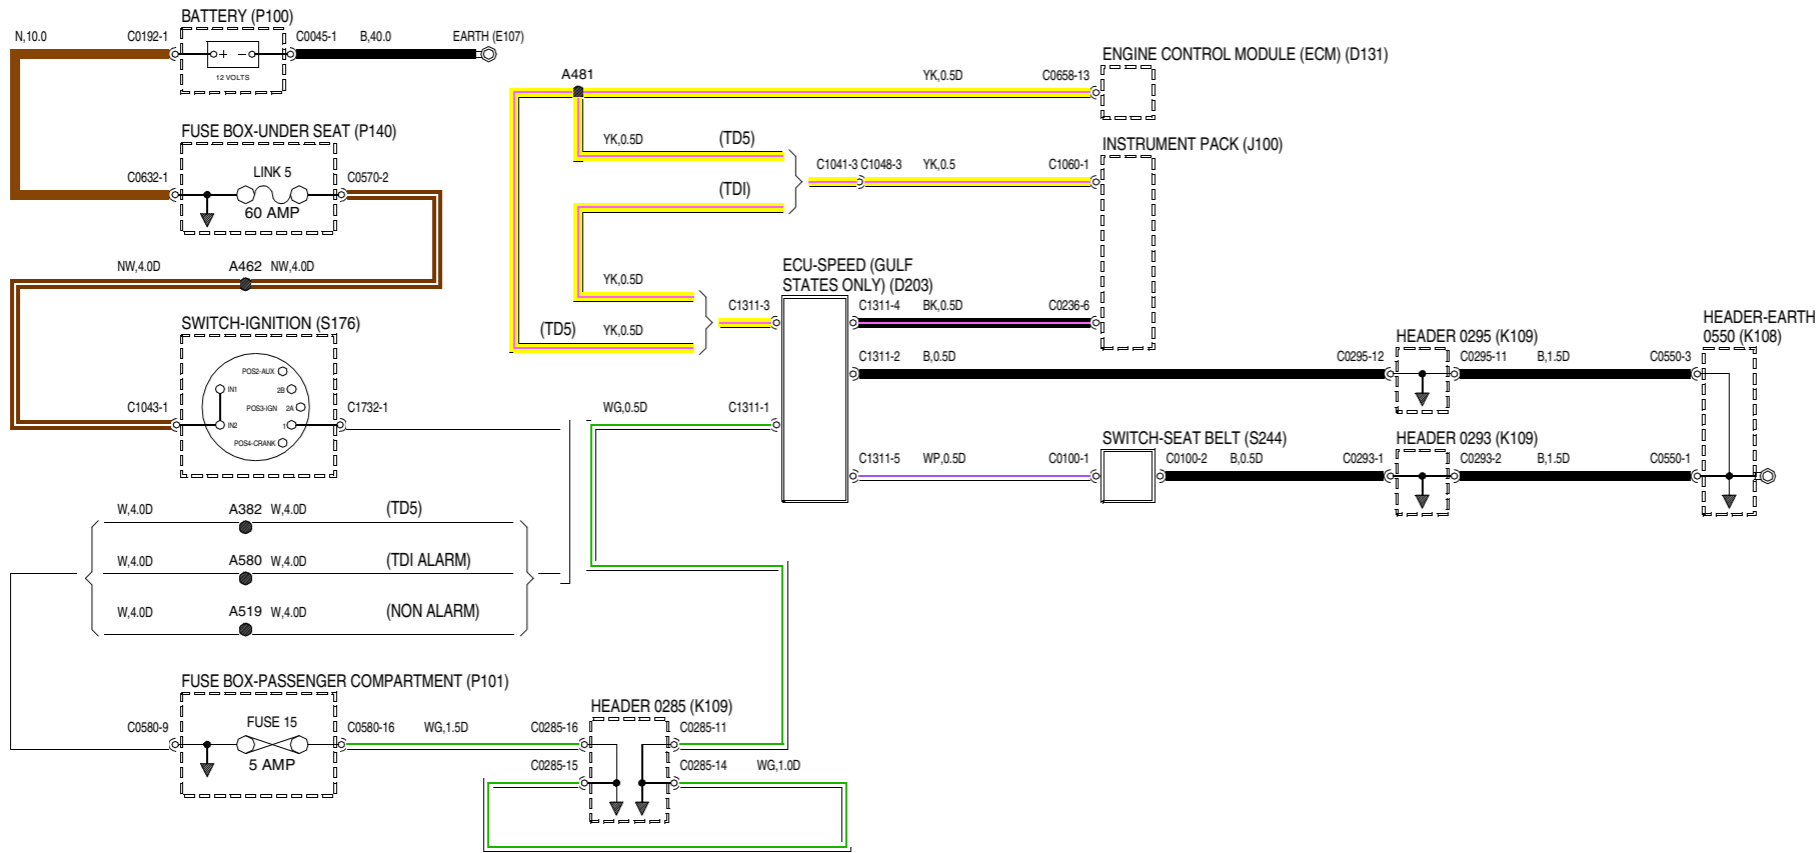 BATTERY (P100)
N,10.0
C0192-1
C0045-1
B,40.0
EARTH (E107)
+ −
12 VOLTS
FUSE BOX-UNDER SEAT (P140)
C0632-1
LINK 5
C0570-2
60 AMP
NW,4.0D
A462
NW,4.0D
SWITCH-IGNITION (S176)
POS2-AUX
IN1
2B
POS3-IGN
2A
C1043-1
IN2
1
C1732-1
POS4-CRANK
W,4.0D
A382
W,4.0D
(TD5)
W,4.0D
A580
W,4.0D
(TDI ALARM)
W,4.0D
A519
W,4.0D
(NON ALARM)
FUSE BOX-PASSENGER COMPARTMENT (P101)
C0580-9
FUSE 15
C0580-16
WG,1.5D
5 AMP
HEADER 0285 (K109)
C0285-16
C0285-11
C0285-15
C0285-14
WG,1.0D
A481
YK,0.5D
C0658-13
ENGINE CONTROL MODULE (ECM) (D131)
YK,0.5D
(TD5)
INSTRUMENT PACK (J100)
C1041-3
C1048-3
YK,0.5
C1060-1
(TDI)
YK,0.5D
(TD5)
YK,0.5D
ECU-SPEED (GULF
STATES ONLY) (D203)
C1311-3
C1311-4
BK,0.5D
C0236-6
C1311-2
B,0.5D
C0295-12
HEADER 0295 (K109)
C0295-11
B,1.5D
C0550-3
HEADER-EARTH
0550 (K108)
WG,0.5D
C1311-1
C1311-5
WP,0.5D
C0100-1
SWITCH-SEAT BELT (S244)
C0100-2
B,0.5D
C0293-1
HEADER 0293 (K109)
C0293-2
B,1.5D
C0550-1